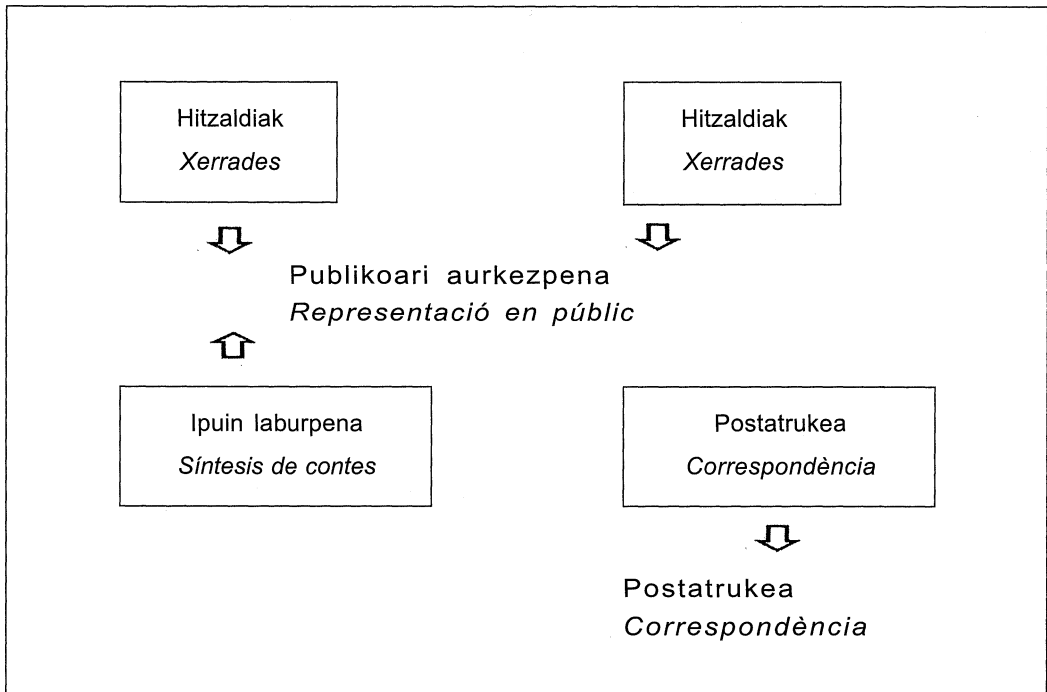 Hitzaldiak
Xerrades
Hitzaldiak
Xerrades
Publikoari aurkezpena
Representació en públic
Ipuin laburpena
Síntesis de contes
Postatrukea
Correspondència
Postatrukea
Correspondència